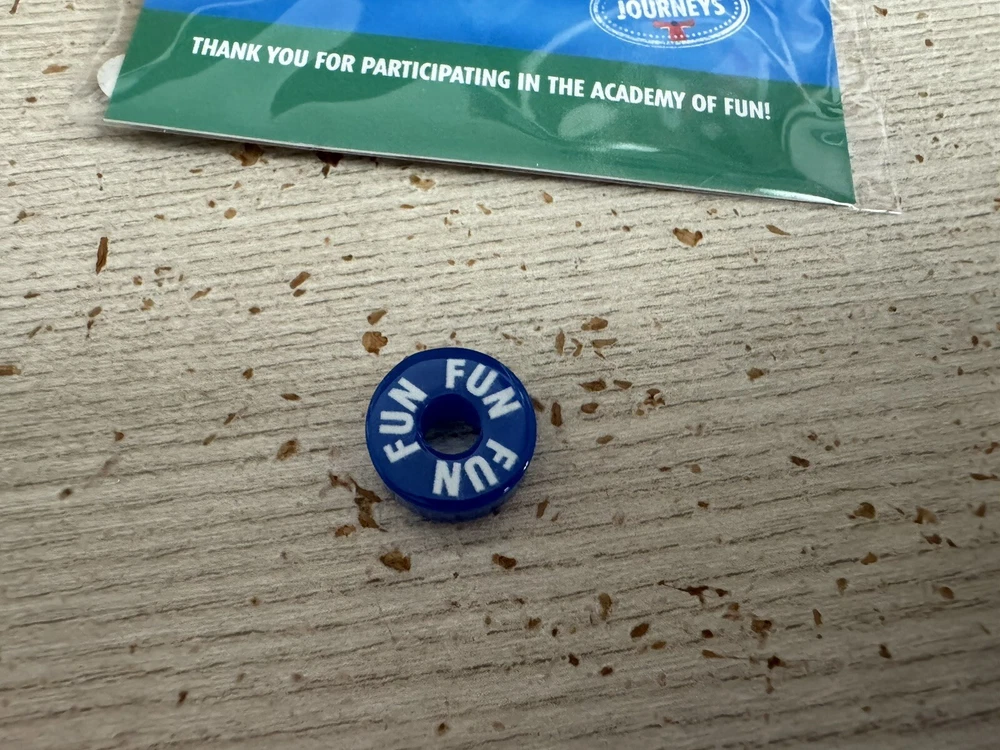 JOURNEYS
THANK YOU FOR PARTICIPATING IN THE ACADEMY OF FUN!
FUN FUN FUN